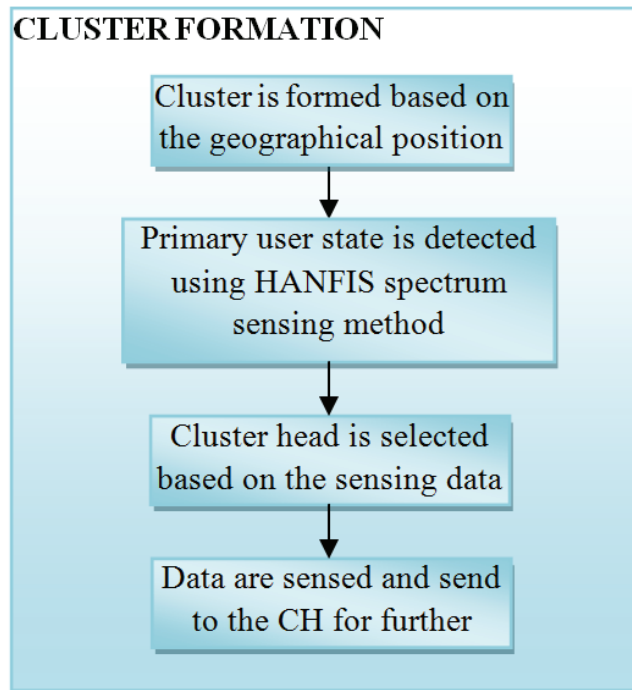 CLUSTER FORMATION
Cluster is formed based on
the geographical position
Primary user state is detected
using HANFIS spectrum
sensing method
Cluster head is selected
based on the sensing data
Data are sensed and send
to the CH for further